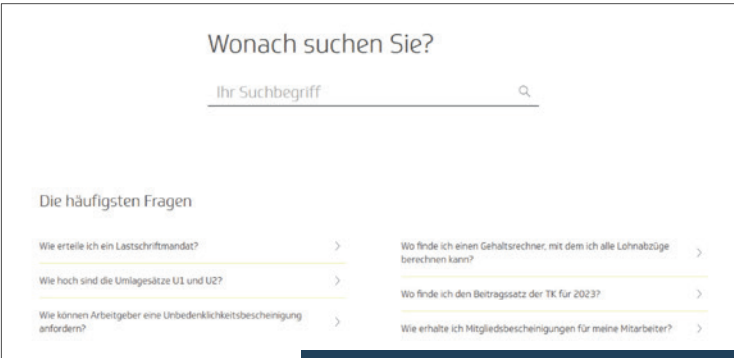 Wonach suchen Sie?
Ihr Suchbegriff
Die häufigsten Fragen
Wie erteile ich ein Lastschriftmandat?
Wie hoch sind die Umlagesätze U1 und U2?
Wie können Arbeitgeber eine Unbedenklichkeitsbescheinigung
anfordern?
Wo finde ich einen Gehaltsrechner, mit dem ich alle Lohnabzüge
berechnen kann?
Wo finde ich den Beitragssatz der TK für 2023?
Wie erhalte ich Mitgliedsbescheinigungen für meine Mitarbeiter?